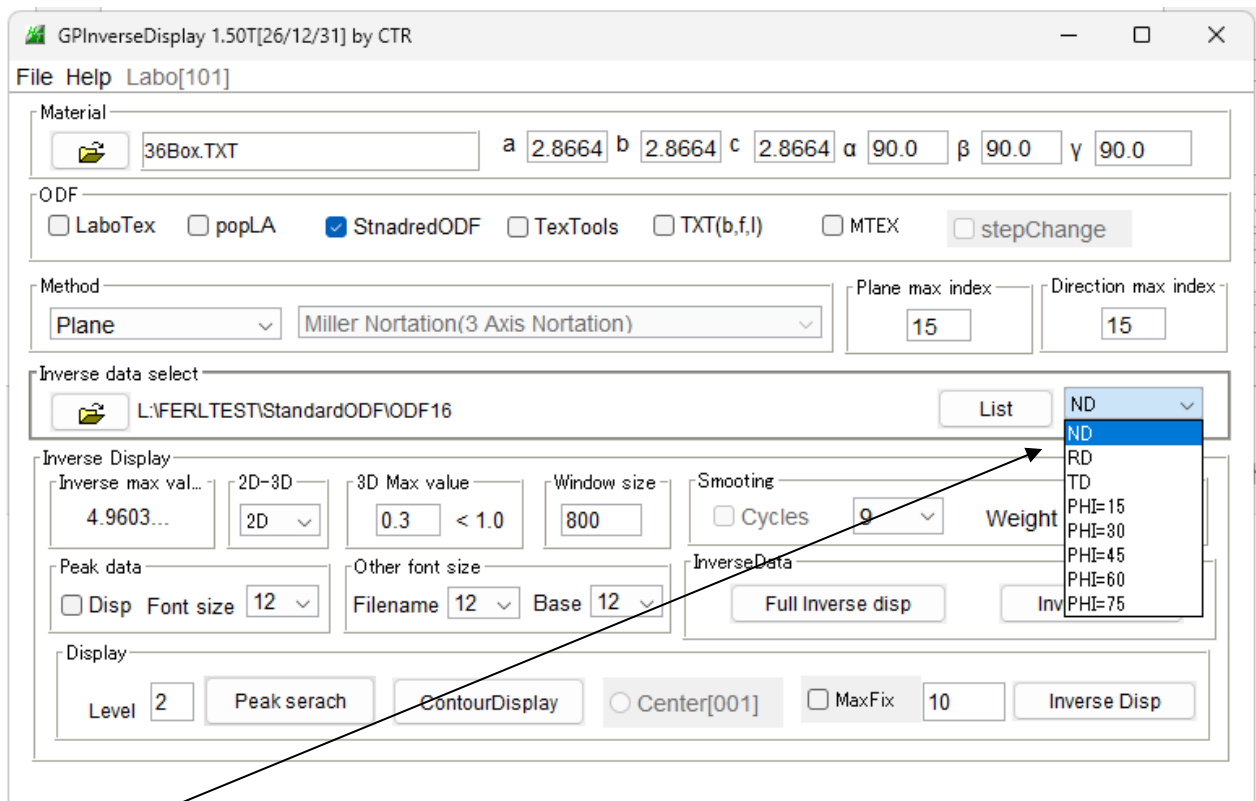 GPInverseDisplay 1.50T[26/12/31] by CTR
File Help Labo[101]
Material
36Box.TXT a 2.8664 b 2.8664 c 2.8664 α 90.0 β 90.0 γ 90.0
ODF
LaboTex popLA StnadredODF TexTools TXT(b,f,l) MTEX stepChange
Method Plane max index Direction max index
Plane Miller Nortation(3 Axis Nortation) 15 15
Inverse data select
L:\FERLTEST\StandardODF\ODF16 List ND
ND
RD
TD
PHI=15
PHI=30
PHI=45
PHI=60
PHI=75
Inverse Display
Inverse max val... 2D-3D 3D Max value Window size Smooting
4.9603... 2D 0.3 < 1.0 800 Cycles 9 Weight
Peak data Other font size InverseData
Disp Font size 12 Filename 12 Base 12 Full Inverse disp Inv
Display
Level 2 Peak serach ContourDisplay Center[001] MaxFix 10 Inverse Disp